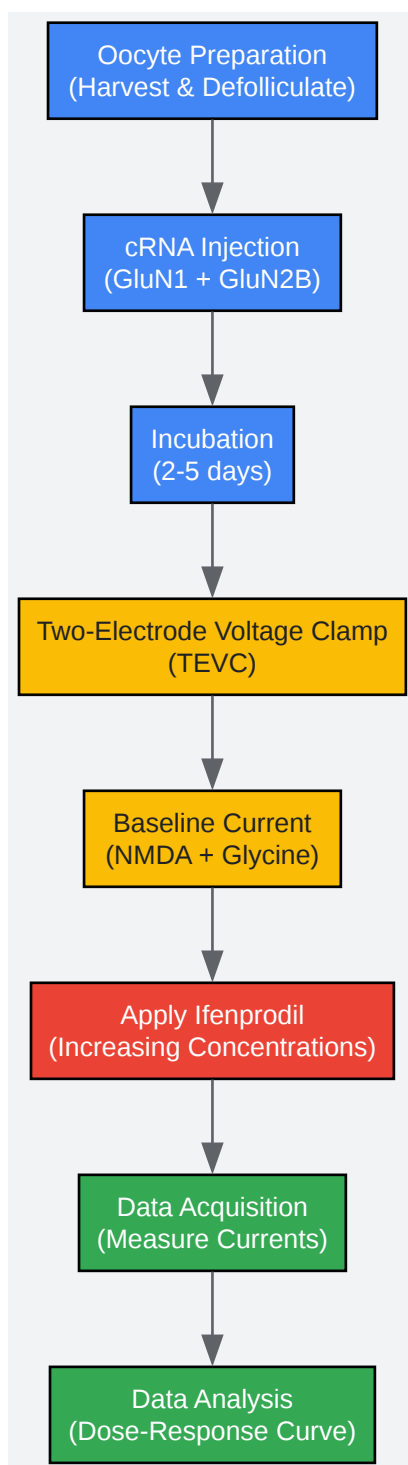 Oocyte Preparation
(Harvest & Defolliculate)
cRNA Injection
(GluN1 + GluN2B)
Incubation
(2-5 days)
Two-Electrode Voltage Clamp
(TEVC)
Baseline Current
(NMDA + Glycine)
Apply Ifenprodil
(Increasing Concentrations)
Data Acquisition
(Measure Currents)
Data Analysis
(Dose-Response Curve)